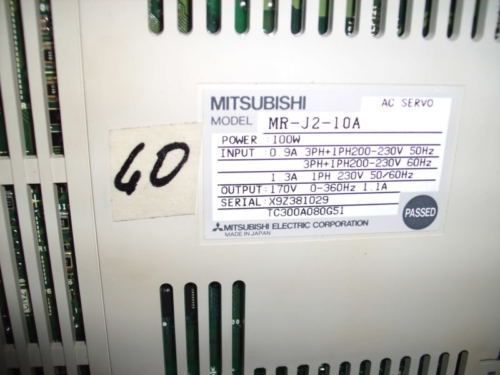 MITSUBISHI AC SERVO
MODEL MR-J2-10A
POWER 100W
INPUT 0.9A 3PH+1PH200-230V 50Hz
3PH+1PH200-230V 60Hz
1.3A 1PH 230V 50/60Hz
OUTPUT 170V 0-360Hz 1.1A
SERIAL X9Z381029
TC300A080G51
PASSED
MITSUBISHI ELECTRIC CORPORATION
MADE IN JAPAN
40